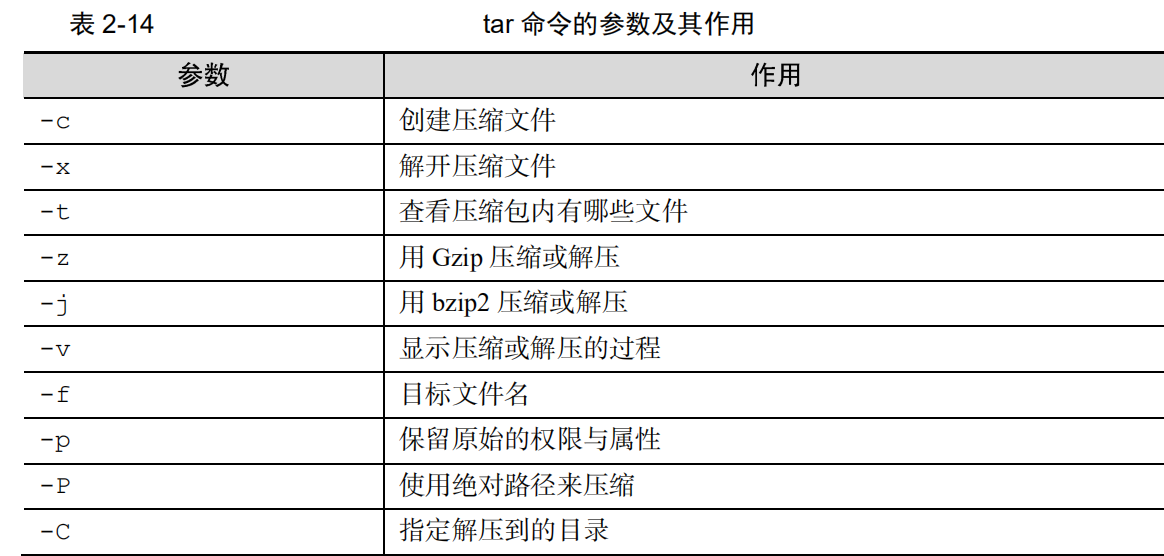 表 2-14 tar 命令的参数及其作用
参数 作用
-c 创建压缩文件
-x 解开压缩文件
-t 查看压缩包内有哪些文件
-z 用 Gzip 压缩或解压
-j 用 bzip2 压缩或解压
-v 显示压缩或解压的过程
-f 目标文件名
-p 保留原始的权限与属性
-P 使用绝对路径来压缩
-C 指定解压到的目录